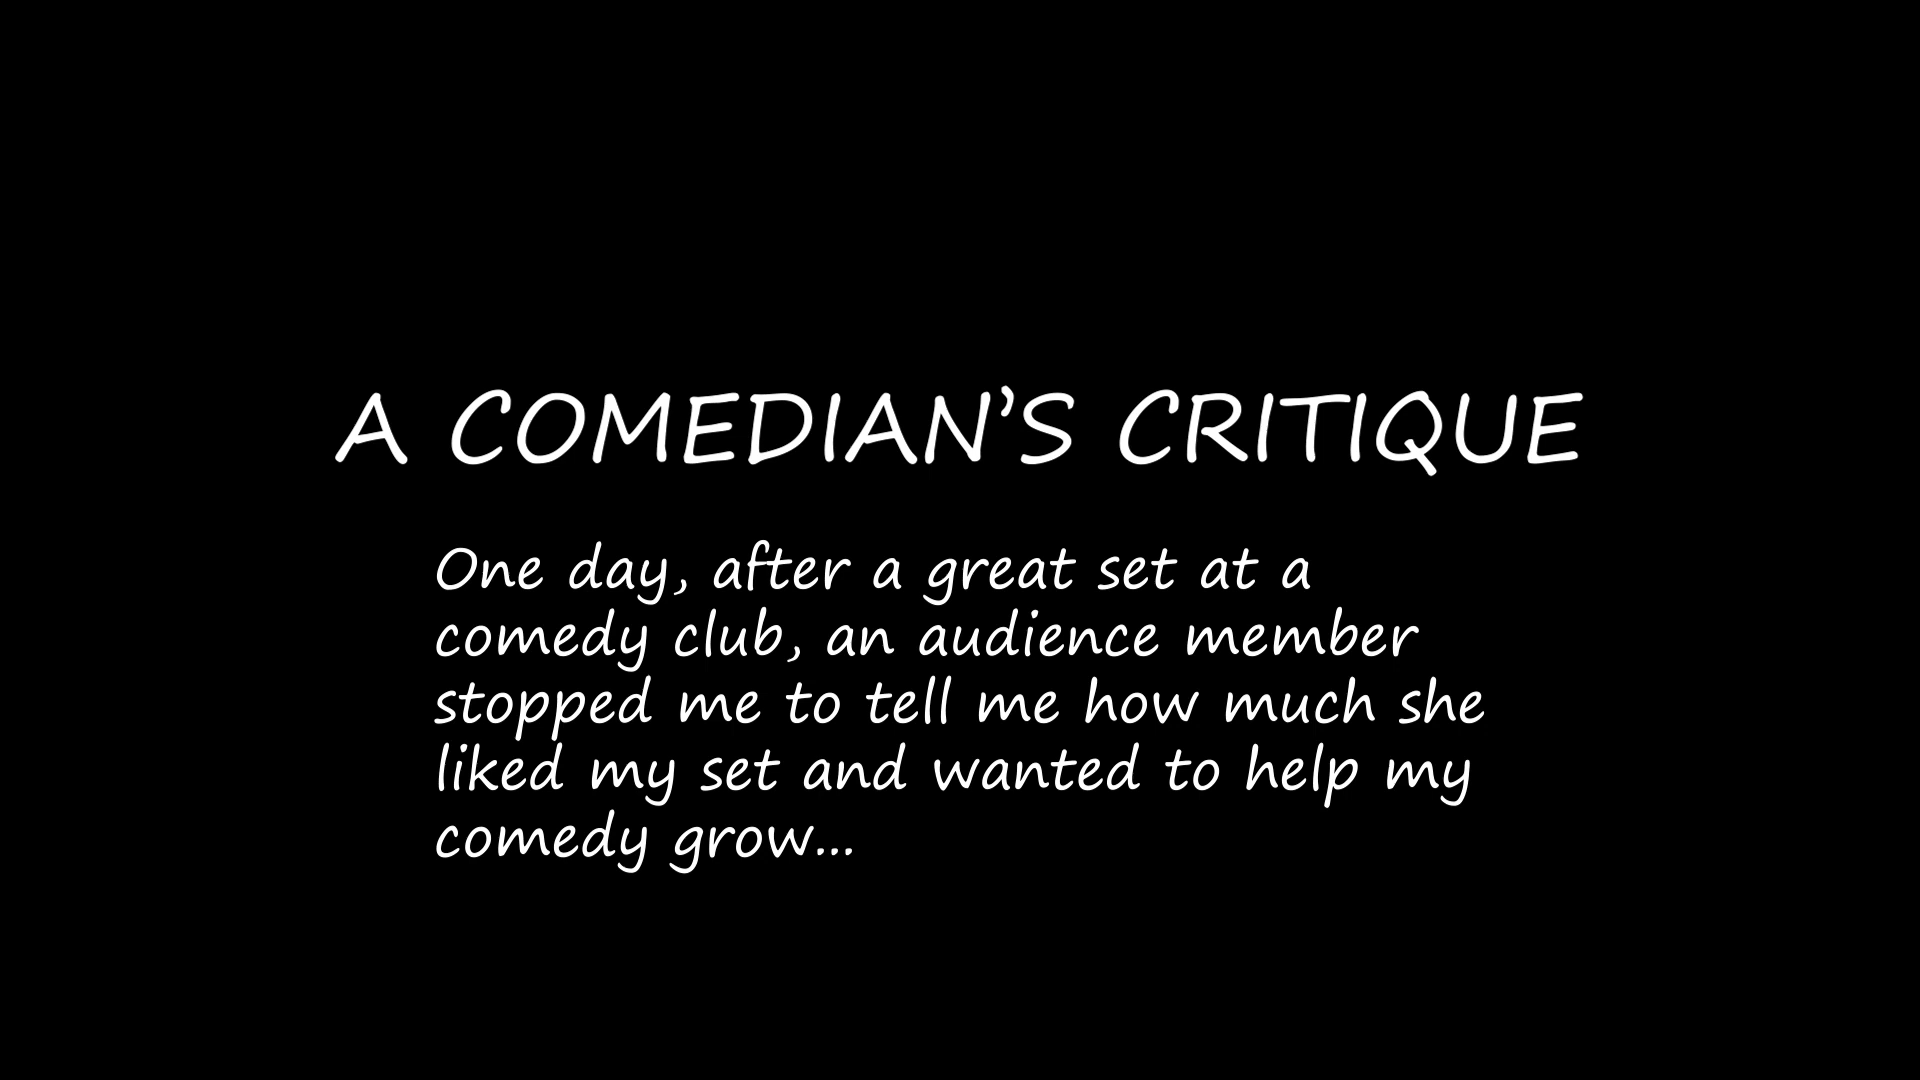 A COMEDIAN’S CRITIQUE
One day, after a great set at a
comedy club, an audience member
stopped me to tell me how much she
liked my set and wanted to help my
comedy grow...